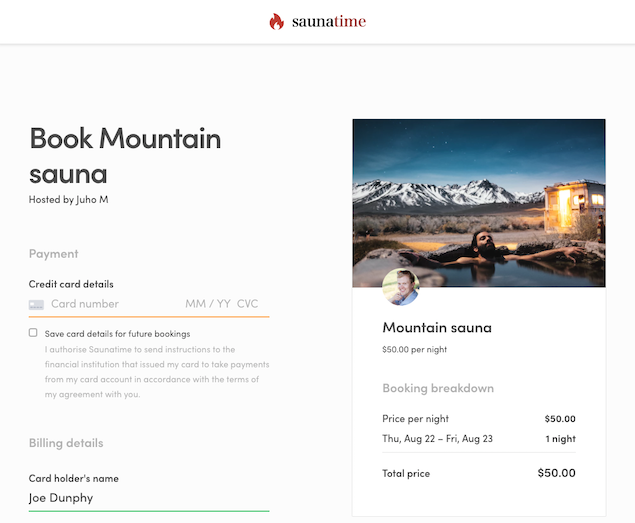 saunatime
Book Mountain
sauna
Hosted by Juho M
Payment
Credit card details
Card number MM / YY CVC
Save card details for future bookings
I authorise Saunatime to send instructions to the
financial institution that issued my card to take payments
from my card account in accordance with the terms of
my agreement with you.
Billing details
Card holder's name
Joe Dunphy
Mountain sauna
$50.00 per night
Booking breakdown
Price per night $50.00
Thu, Aug 22 – Fri, Aug 23 1 night
Total price $50.00